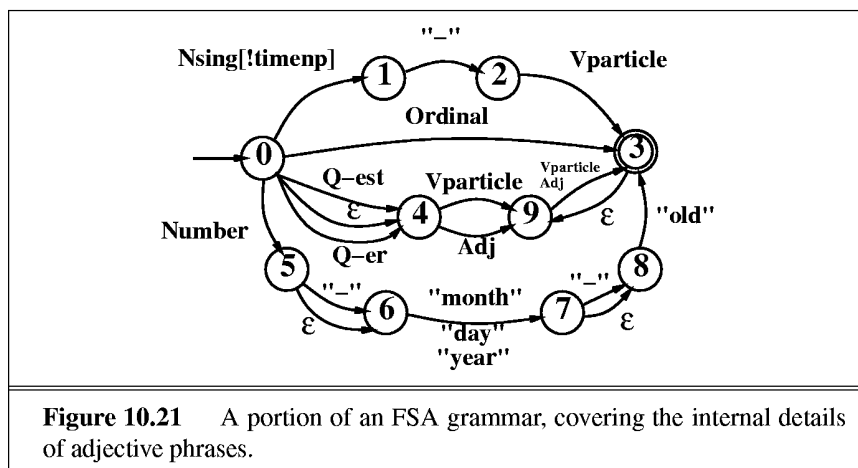 "–"
Nsing[!timenp]
1
2
Vparticle
Ordinal
0
3
Q–est
Vparticle
Vparticle
Adj
ε
4
9
ε
Number
Q–er
Adj
"old"
5
"–"
"–"
8
6
"month"
7
ε
"day"
ε
"year"
Figure 10.21 A portion of an FSA grammar, covering the internal details
of adjective phrases.